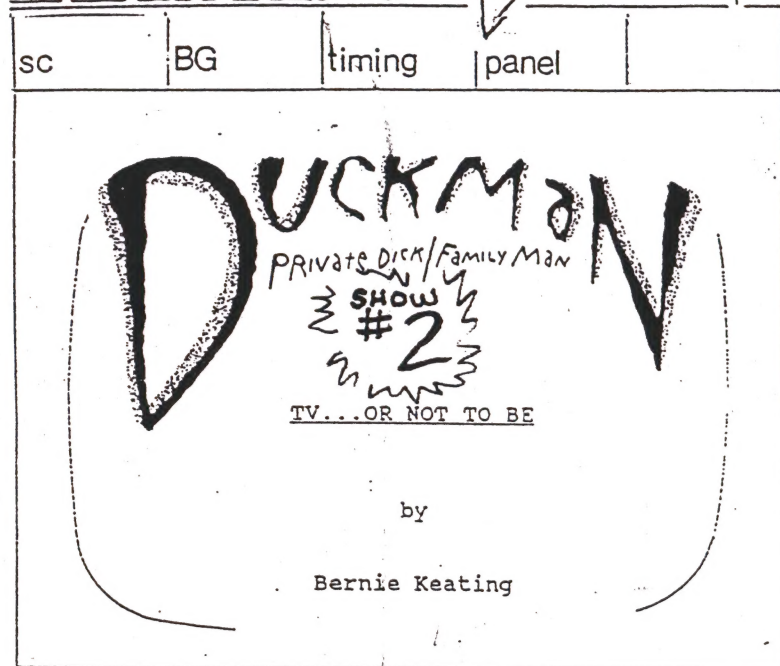 sc BG timing panel
DUCKMaN
PRIVatE DICK/FaMILY MaN
SHOW
#2
TV...OR NOT TO BE
by
Bernie Keating